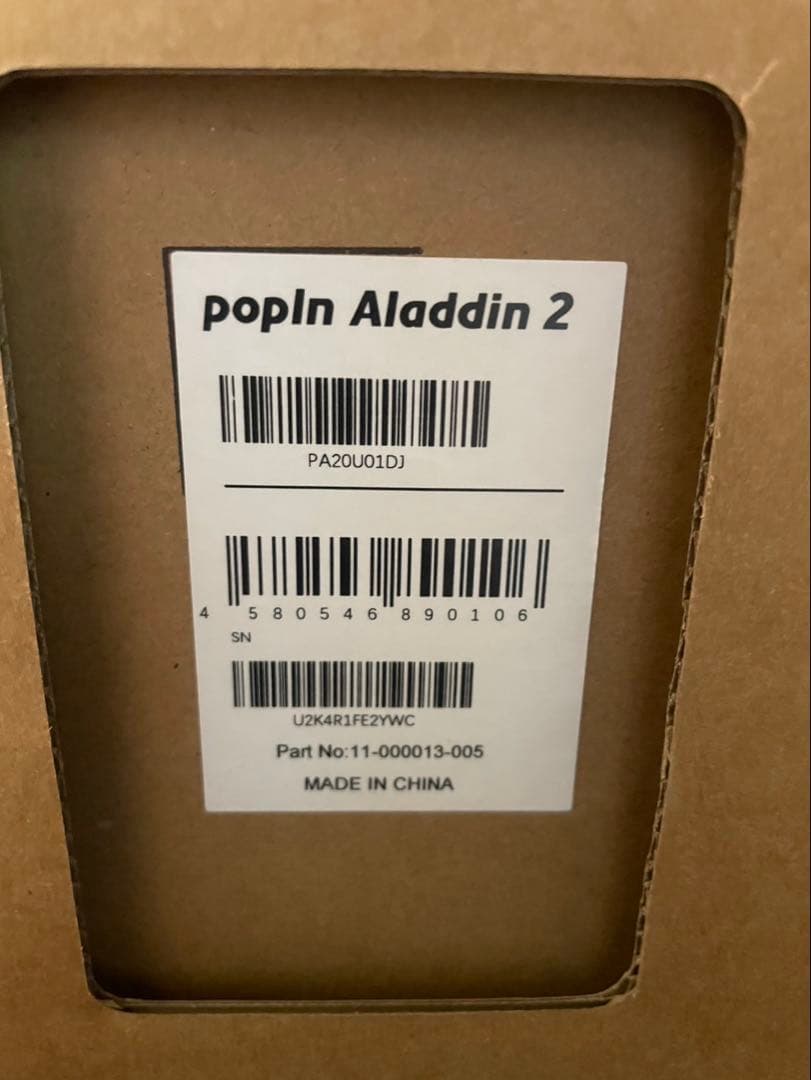 popIn Aladdin 2
PA20U01DJ
4 580546 890106
SN
U2K4R1FE2YWC
Part No:11-000013-005
MADE IN CHINA